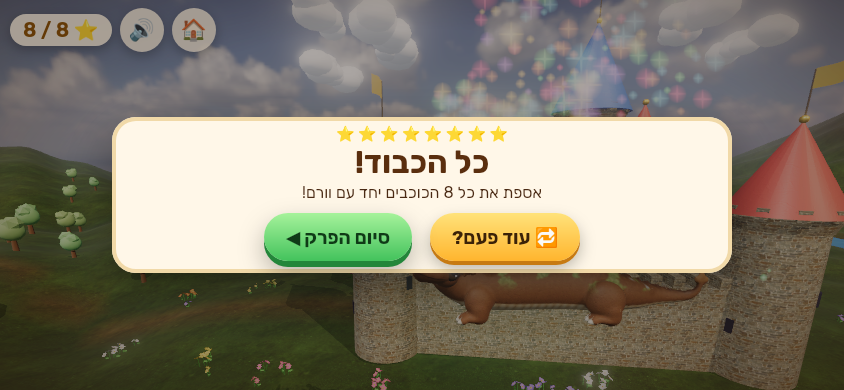 8 / 8
כל הכבוד!
אספת את כל 8 הכוכבים יחד עם וורם!
עוד פעם?
סיום הפרק ◀